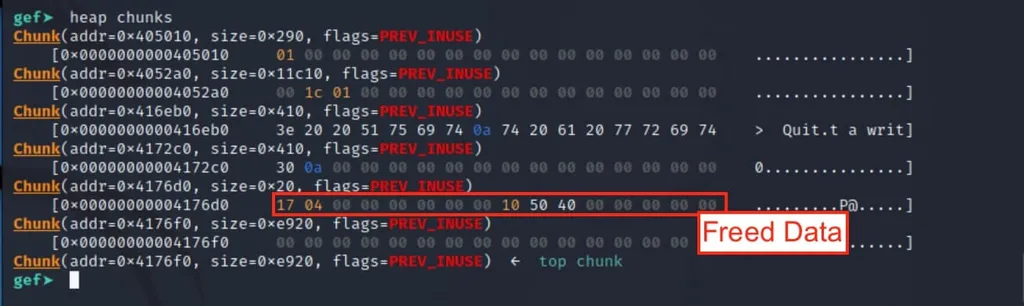 gef➤  heap chunks
Chunk(addr=0×405010, size=0×290, flags=PREV_INUSE)
    [0×0000000000405010     01 00 00 00 00 00 00 00 00 00 00 00 00 00 00 00    ................]
Chunk(addr=0×4052a0, size=0×11c10, flags=PREV_INUSE)
    [0×00000000004052a0     00 1c 01 00 00 00 00 00 00 00 00 00 00 00 00 00    ................]
Chunk(addr=0×416eb0, size=0×410, flags=PREV_INUSE)
    [0×0000000000416eb0     3e 20 20 51 75 69 74 0a 74 20 61 20 77 72 69 74    >  Quit.t a writ]
Chunk(addr=0×4172c0, size=0×410, flags=PREV_INUSE)
    [0×00000000004172c0     30 0a 00 00 00 00 00 00 00 00 00 00 00 00 00 00    0...............]
Chunk(addr=0×4176d0, size=0×20, flags=PREV_INUSE)
    [0×00000000004176d0     17 04 00 00 00 00 00 00 10 50 40 00 00 00 00 00    .........P@.....]
Chunk(addr=0×4176f0, size=0×e920, flags=PREV_INUSE)
Freed Data
    [0×00000000004176f0     00 00 00 00 00 00 00 00 00 00 00 00 00 00 00 00    .......]
Chunk(addr=0×4176f0, size=0×e920, flags=PREV_INUSE)  ←  top chunk
gef➤